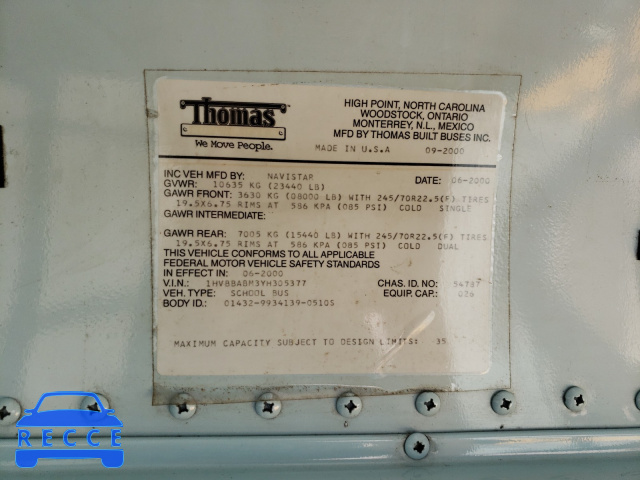 Thomas
We Move People.
HIGH POINT, NORTH CAROLINA
WOODSTOCK, ONTARIO
MONTERREY, N.L., MEXICO
MFD BY THOMAS BUILT BUSES INC.
MADE IN U.S.A 09-2000
INC VEH MFD BY: NAVISTAR DATE: 06-2000
GVWR: 10635 KG (23440 LB)
GAWR FRONT: 3630 KG (08000 LB) WITH 245/70R22.5(F) TIRES
19.5X6.75 RIMS AT 586 KPA (085 PSI) COLD SINGLE
GAWR INTERMEDIATE:
GAWR REAR: 7005 KG (15440 LB) WITH 245/70R22.5(F) TIRES
19.5X6.75 RIMS AT 586 KPA (085 PSI) COLD DUAL
THIS VEHICLE CONFORMS TO ALL APPLICABLE
FEDERAL MOTOR VEHICLE SAFETY STANDARDS
IN EFFECT IN: 06-2000
V.I.N.: 1HVBBABM3YH305377 CHAS. ID. NO: 54787
VEH. TYPE: SCHOOL BUS EQUIP. CAP.: 026
BODY ID.: 01432-9934139-0510S
MAXIMUM CAPACITY SUBJECT TO DESIGN LIMITS: 35
RECCE